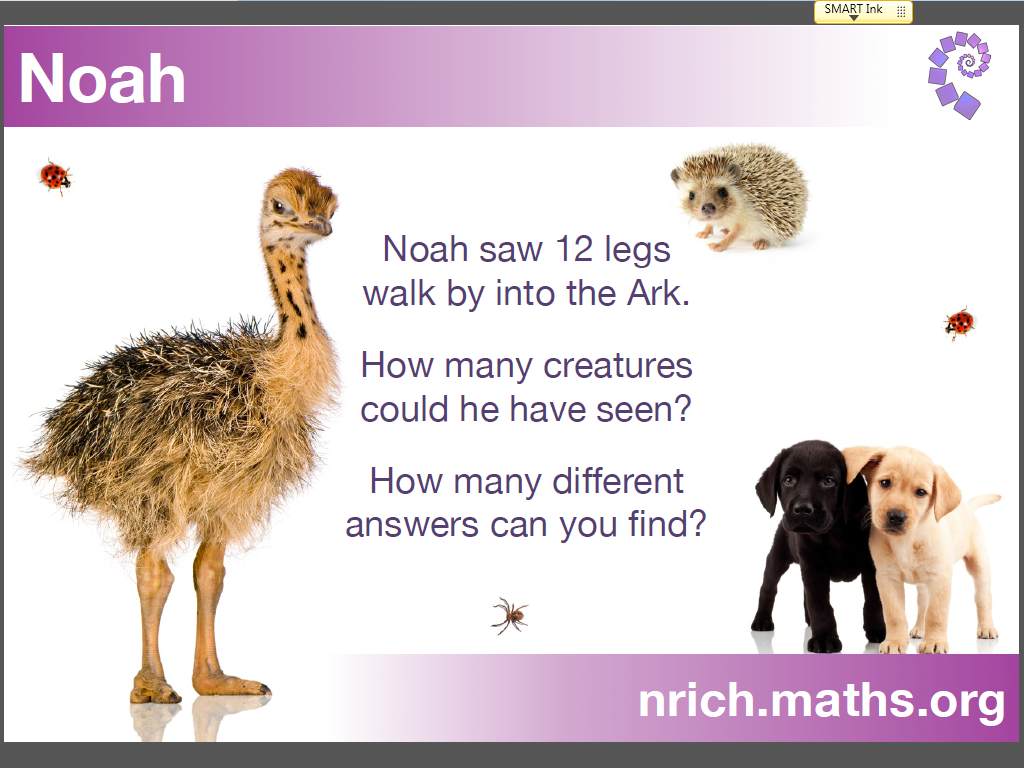 SMART Ink
Noah
Noah saw 12 legs
walk by into the Ark.
How many creatures
could he have seen?
How many different
answers can you find?
nrich.maths.org